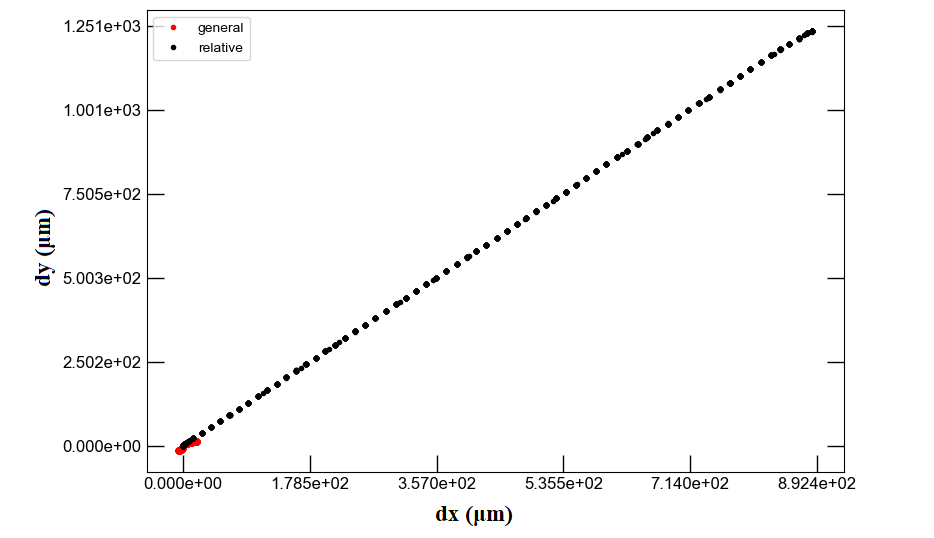 general
relative
1.251e+03
1.001e+03
7.505e+02
5.003e+02
2.502e+02
0.000e+00
dy (μm)
0.000e+00 1.785e+02 3.570e+02 5.355e+02 7.140e+02 8.924e+02
dx (μm)